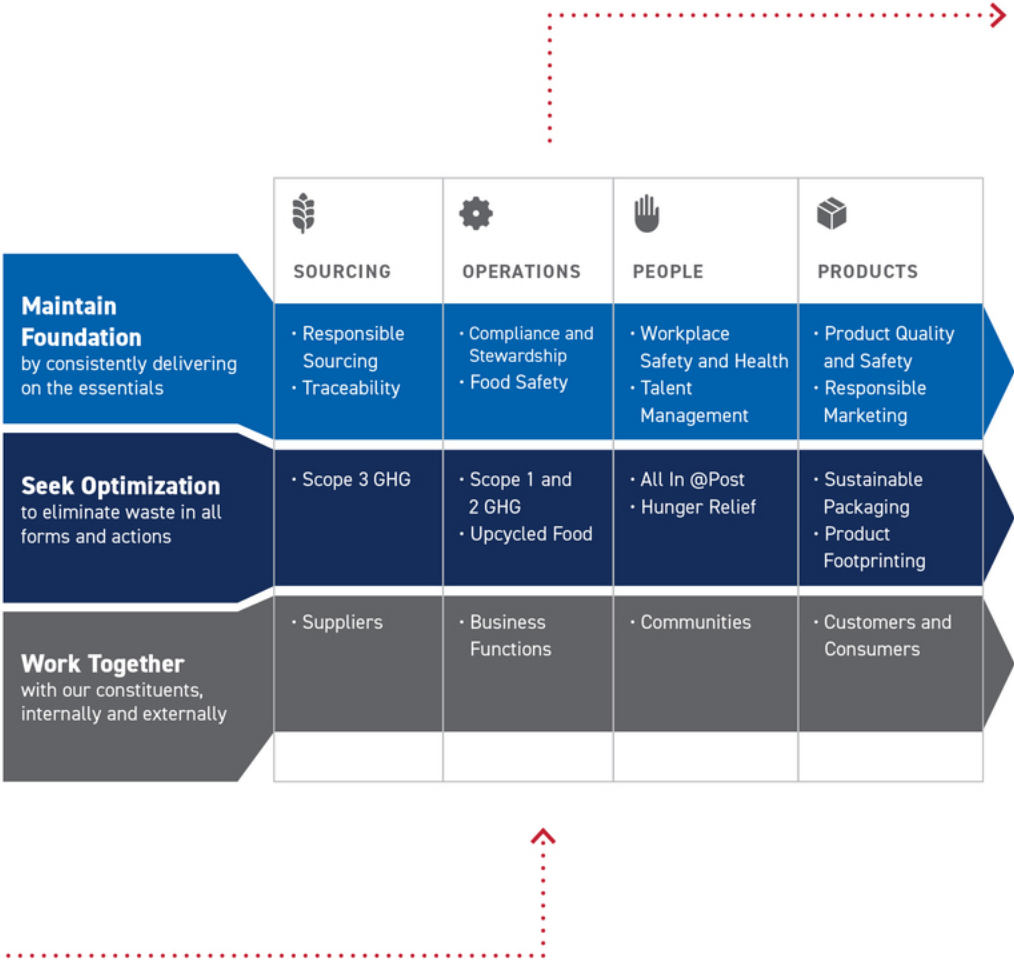 SOURCING
OPERATIONS
PEOPLE
PRODUCTS
Maintain
Foundation
by consistently delivering
on the essentials
· Responsible
Sourcing
· Traceability
· Compliance and
Stewardship
· Food Safety
· Workplace
Safety and Health
· Talent
Management
· Product Quality
and Safety
· Responsible
Marketing
Seek Optimization
to eliminate waste in all
forms and actions
· Scope 3 GHG
· Scope 1 and
2 GHG
· Upcycled Food
· All In @Post
· Hunger Relief
· Sustainable
Packaging
· Product
Footprinting
Work Together
with our constituents,
internally and externally
· Suppliers
· Business
Functions
· Communities
· Customers and
Consumers